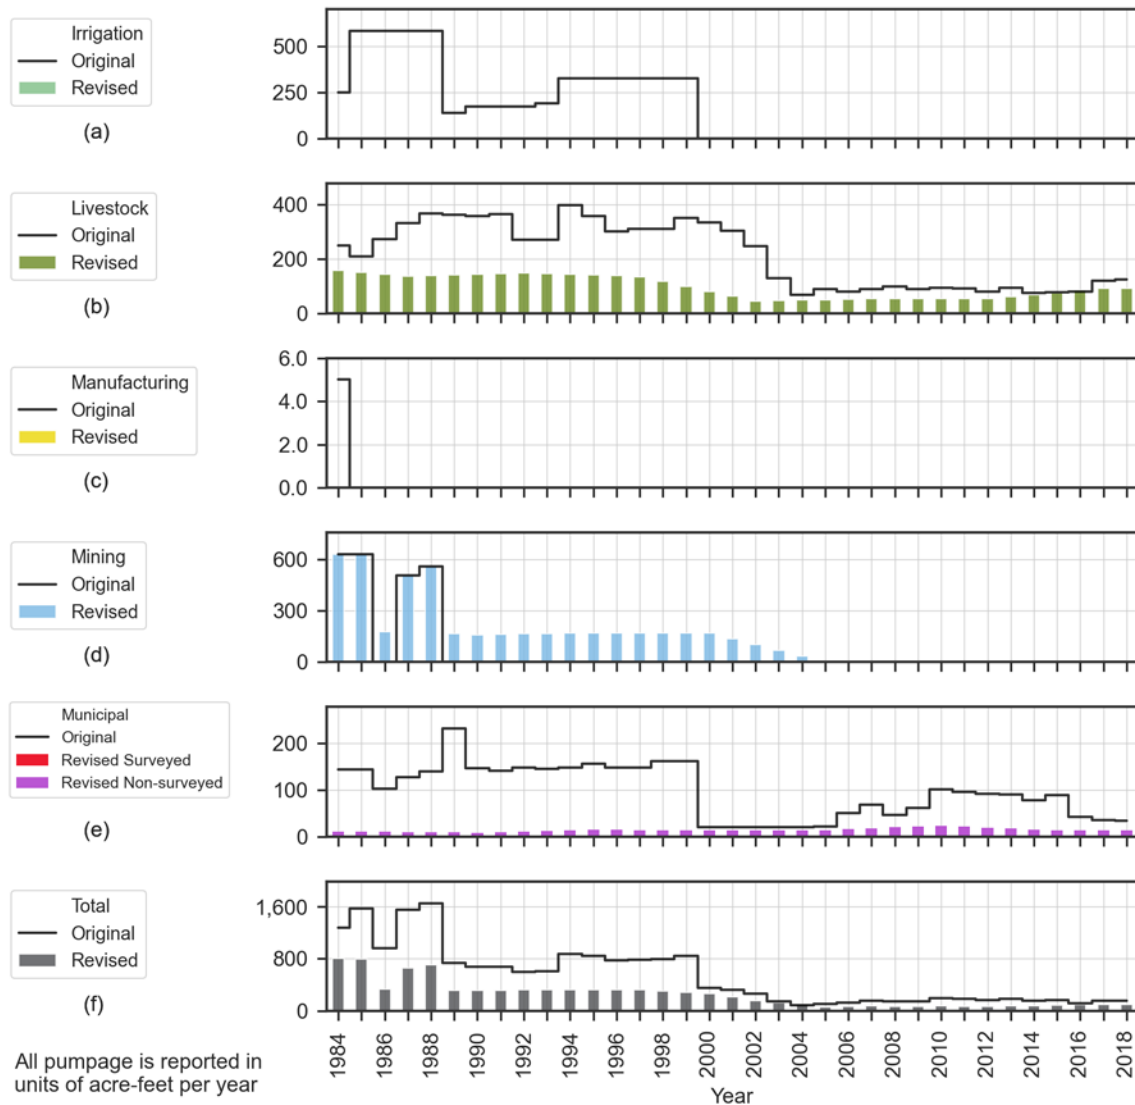 Irrigation
Original
Revised
(a)
500
250
0
Livestock
Original
Revised
(b)
400
200
0
Manufacturing
Original
Revised
(c)
6.0
4.0
2.0
0.0
Mining
Original
Revised
(d)
600
300
0
Municipal
Original
Revised Surveyed
Revised Non-surveyed
(e)
200
100
0
Total
Original
Revised
(f)
1,600
800
0
1984 1986 1988 1990 1992 1994 1996 1998 2000 2002 2004 2006 2008 2010 2012 2014 2016 2018
Year
All pumpage is reported in
units of acre-feet per year